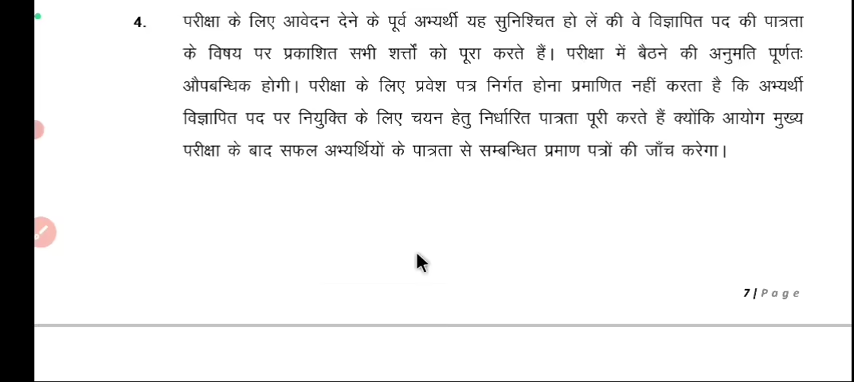 4. परीक्षा के लिए आवेदन देने के पूर्व अभ्यर्थी यह सुनिश्चित हो लें की वे विज्ञापित पद की पात्रता
के विषय पर प्रकाशित सभी शर्त्तों को पूरा करते हैं। परीक्षा में बैठने की अनुमति पूर्णतः
औपबन्धिक होगी। परीक्षा के लिए प्रवेश पत्र निर्गत होना प्रमाणित नहीं करता है कि अभ्यर्थी
विज्ञापित पद पर नियुक्ति के लिए चयन हेतु निर्धारित पात्रता पूरी करते हैं क्योंकि आयोग मुख्य
परीक्षा के बाद सफल अभ्यर्थियों के पात्रता से सम्बन्धित प्रमाण पत्रों की जाँच करेगा।
7 | Page